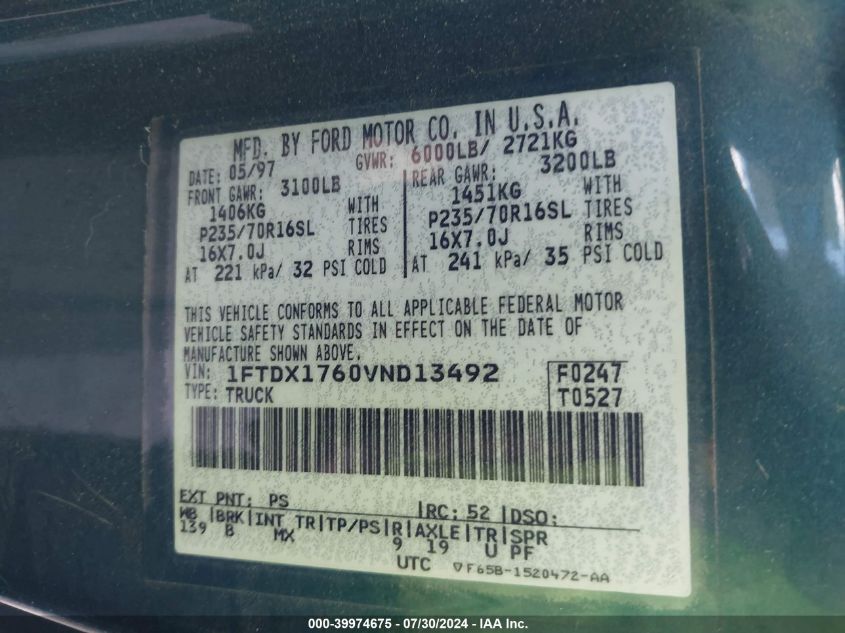 MFD. BY FORD MOTOR CO. IN U.S.A.
DATE: 05/97 GVWR: 6000LB/ 2721KG
FRONT GAWR: 3100LB REAR GAWR: 3200LB
1406KG WITH 1451KG WITH
P235/70R16SL TIRES P235/70R16SL TIRES
16X7.0J RIMS 16X7.0J RIMS
AT 221 kPa/ 32 PSI COLD AT 241 kPa/ 35 PSI COLD
THIS VEHICLE CONFORMS TO ALL APPLICABLE FEDERAL MOTOR
VEHICLE SAFETY STANDARDS IN EFFECT ON THE DATE OF
MANUFACTURE SHOWN ABOVE.
VIN: 1FTDX1760VND13492 F0247
TYPE: TRUCK T0527
EXT PNT: PS RC: 52 DSO:
WB BRK INT TR TP/PS R AXLE TR SPR
139 B MX 9 19 U PF
UTC ▽F65B-1520472-AA
000-39974675 / 07/30/2024 - IAA Inc.